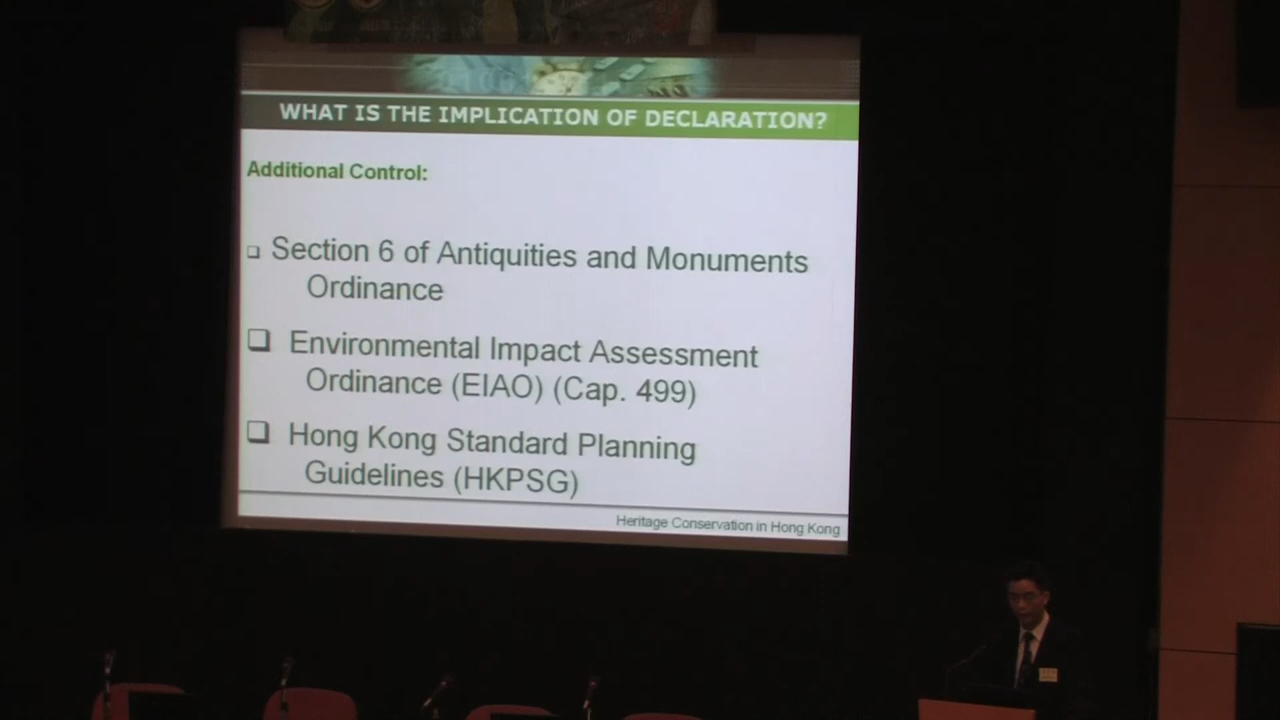 WHAT IS THE IMPLICATION OF DECLARATION?
Additional Control:
❑ Section 6 of Antiquities and Monuments
Ordinance
❑ Environmental Impact Assessment
Ordinance (EIAO) (Cap. 499)
❑ Hong Kong Standard Planning
Guidelines (HKPSG)
Heritage Conservation in Hong Kong